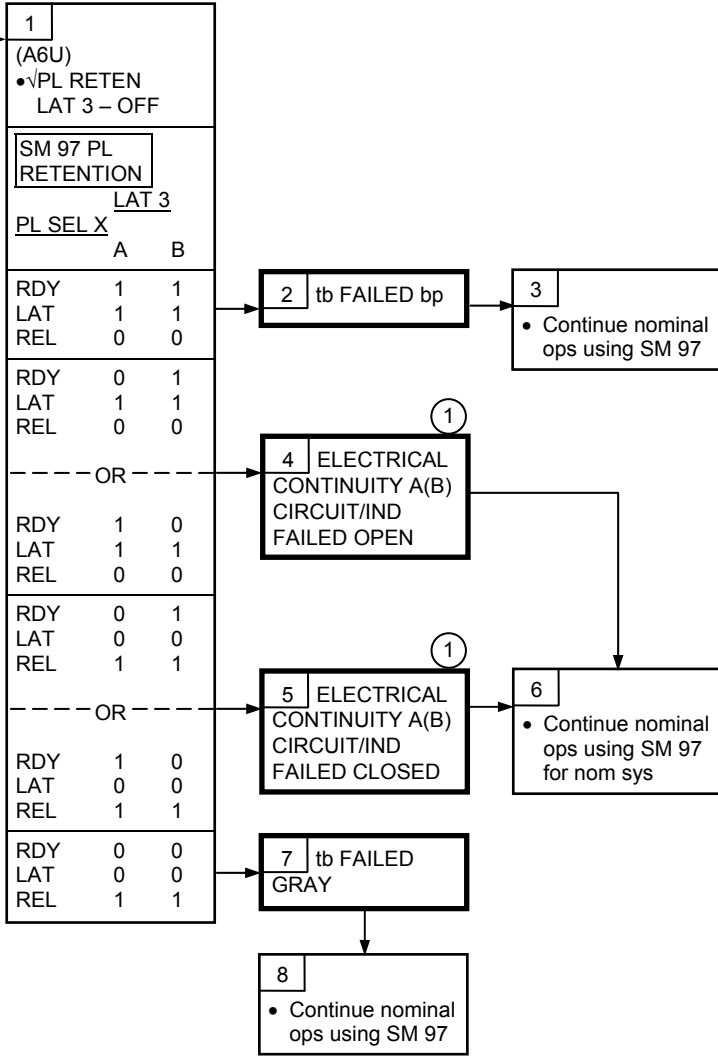 1
(A6U)
•√PL RETEN
LAT 3 – OFF
SM 97 PL
RETENTION
LAT 3
PL SEL X
A B
RDY 1 1
LAT 1 1
REL 0 0
2 tb FAILED bp
3
• Continue nominal
ops using SM 97
RDY 0 1
LAT 1 1
REL 0 0
OR
RDY 1 0
LAT 1 1
REL 0 0
1
4 ELECTRICAL
CONTINUITY A(B)
CIRCUIT/IND
FAILED OPEN
RDY 0 1
LAT 0 0
REL 1 1
OR
RDY 1 0
LAT 0 0
REL 1 1
1
5 ELECTRICAL
CONTINUITY A(B)
CIRCUIT/IND
FAILED CLOSED
6
• Continue nominal
ops using SM 97
for nom sys
RDY 0 0
LAT 0 0
REL 1 1
7 tb FAILED
GRAY
8
• Continue nominal
ops using SM 97